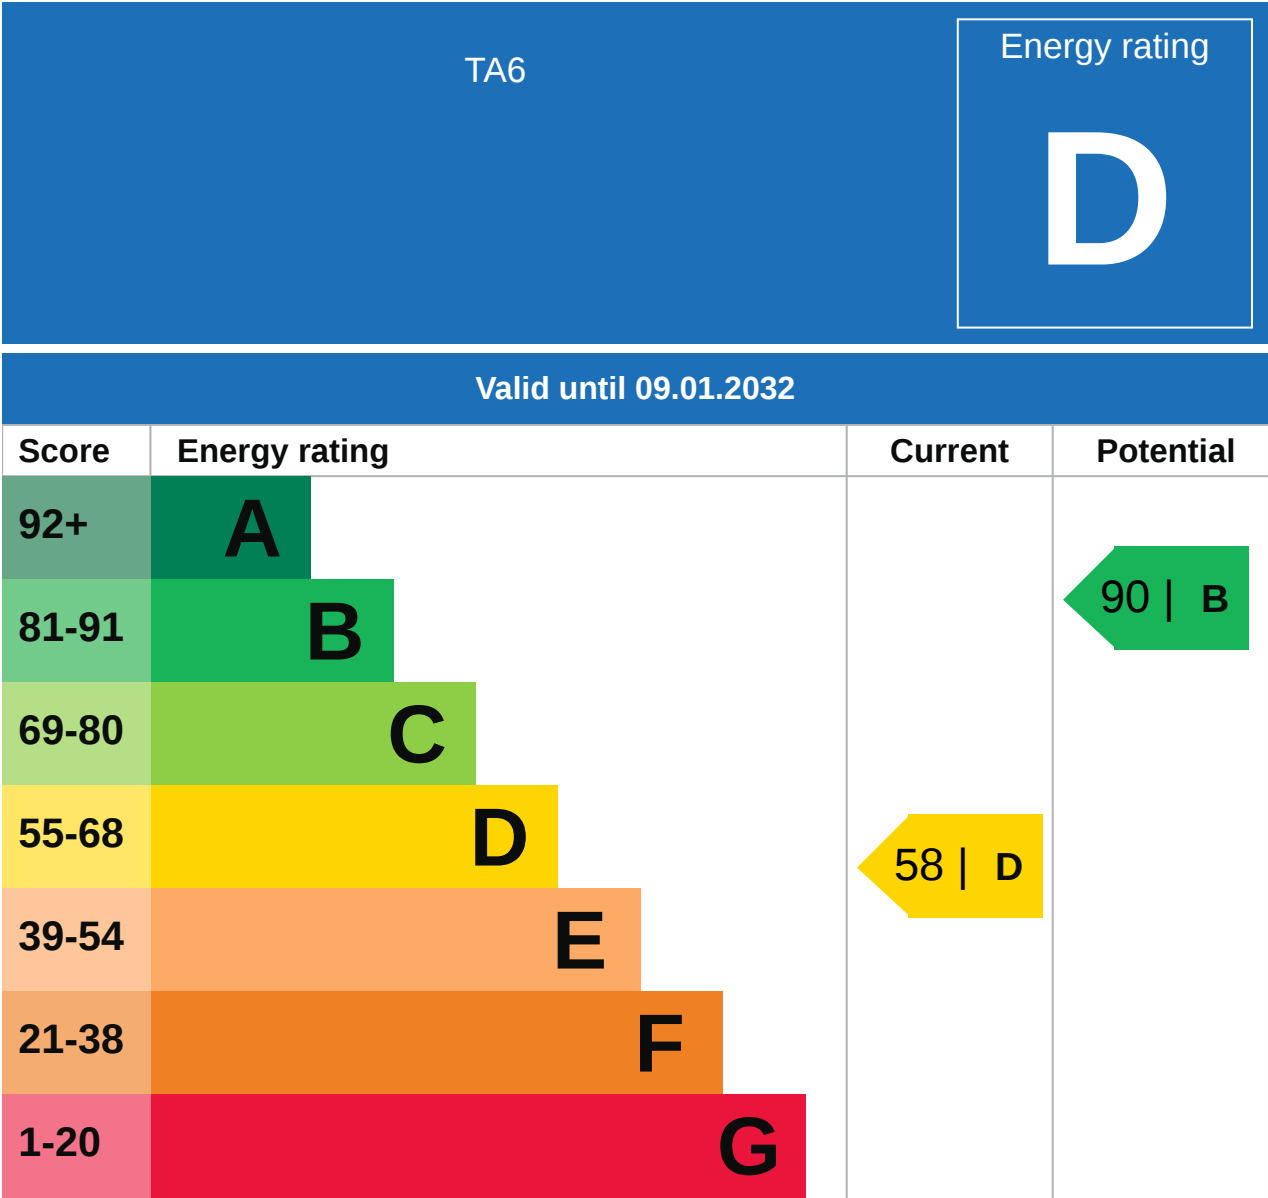 TA6
Energy rating
D
Valid until 09.01.2032
Score Energy rating Current Potential
92+ A
81-91 B
90 | B
69-80 C
55-68 D
58 | D
39-54 E
21-38 F
1-20 G